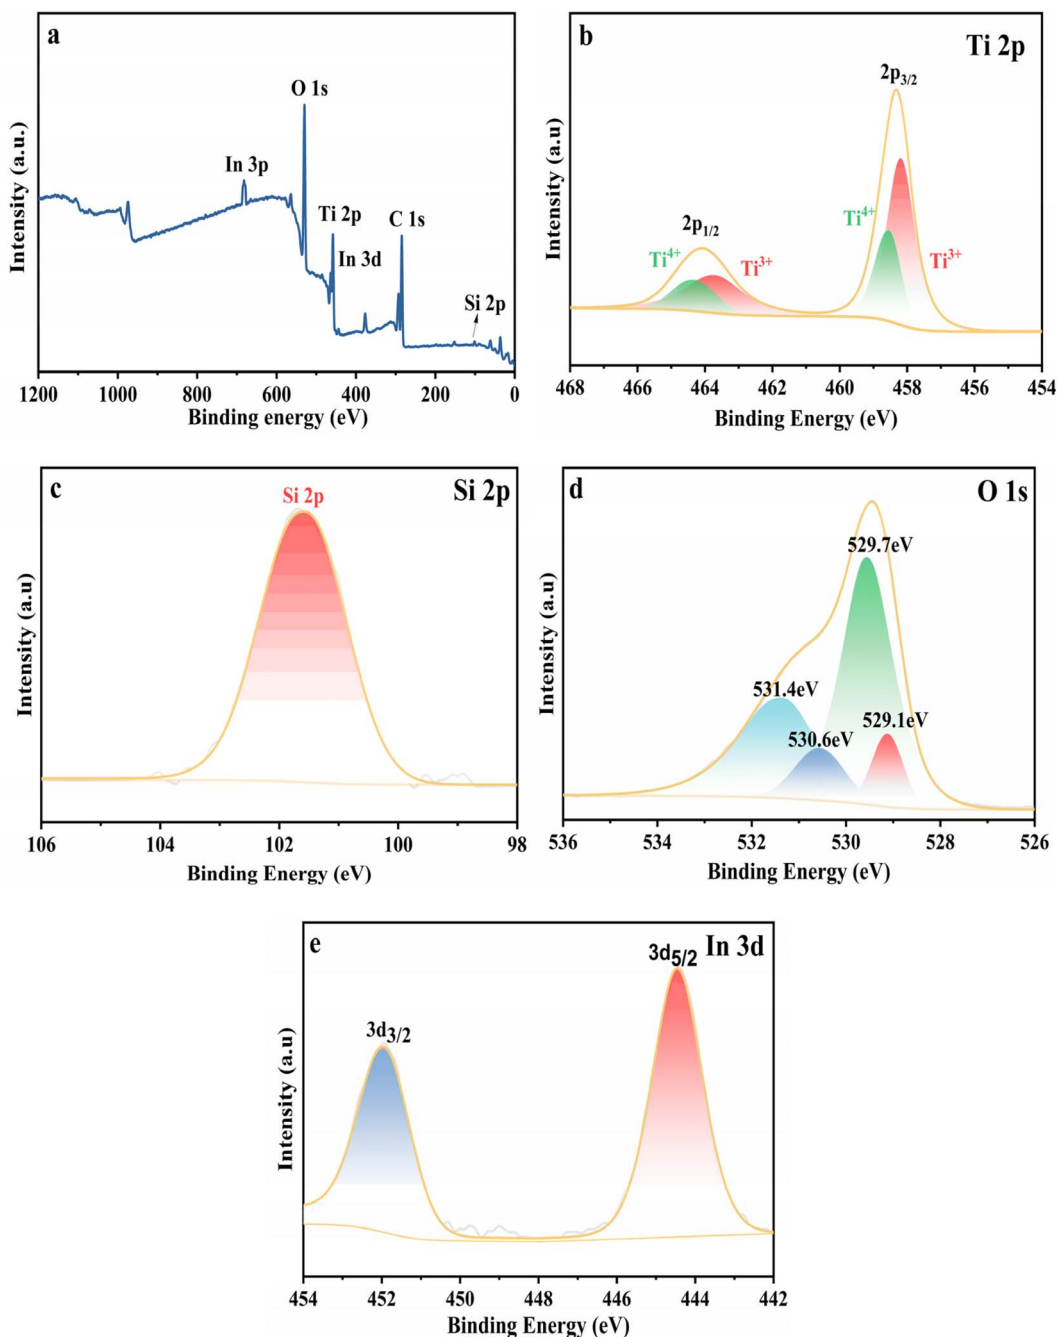 a
O 1s
In 3p
Ti 2p
C 1s
In 3d
Si 2p
Intensity (a.u.)
1200 1000 800 600 400 200 0
Binding energy (eV)
b
Ti 2p
2p3/2
2p1/2
Ti4+
Ti3+
Ti4+
Ti3+
Intensity (a.u.)
468 466 464 462 460 458 456 454
Binding Energy (eV)
c
Si 2p
Si 2p
Intensity (a.u)
106 104 102 100 98
Binding Energy (eV)
d
O 1s
529.7eV
531.4eV
530.6eV
529.1eV
Intensity (a.u)
536 534 532 530 528 526
Binding Energy (eV)
e
In 3d
3d5/2
3d3/2
Intensity (a.u)
454 452 450 448 446 444 442
Binding Energy (eV)